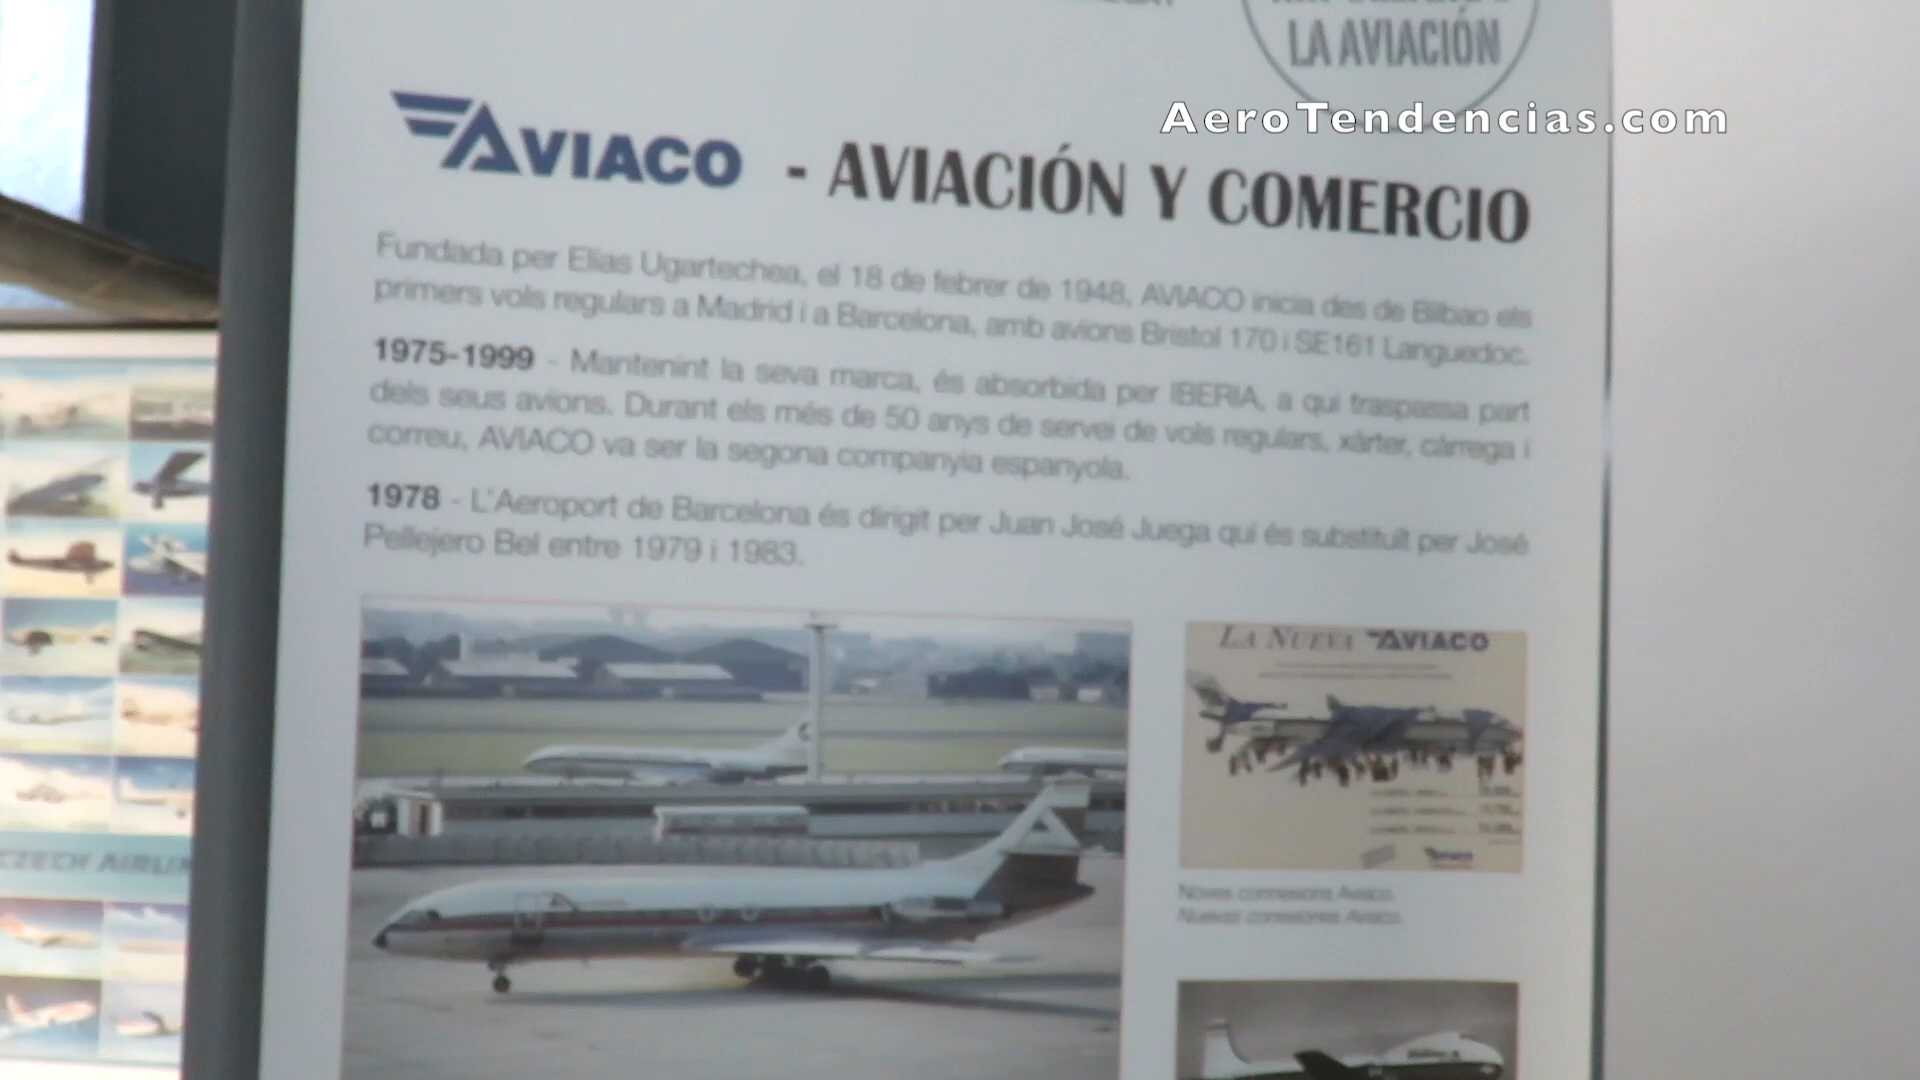 LA AVIACIÓN
AeroTendencias.com
AVIACO - AVIACIÓN Y COMERCIO
Fundada per Elías Ugartechea, el 18 de febrer de 1948, AVIACO inicia des de Bilbao els
primers vols regulars a Madrid i a Barcelona, amb avions Bristol 170 i SE161 Languedoc.
1975-1999 - Mantenint la seva marca, és absorbida per IBERIA, a qui traspassa part
dels seus avions. Durant els més de 50 anys de servei de vols regulars, xàrter, càrrega i
correu, AVIACO va ser la segona companyia espanyola.
1978 - L'Aeroport de Barcelona és dirigit per Juan José Juega qui és substituït per José
Pellejero Bel entre 1979 i 1983.
LA NUEVA AVIACO
Noves connexions Aviaco.
Nuevas conexiones Aviaco.
CZECH AIRLIN